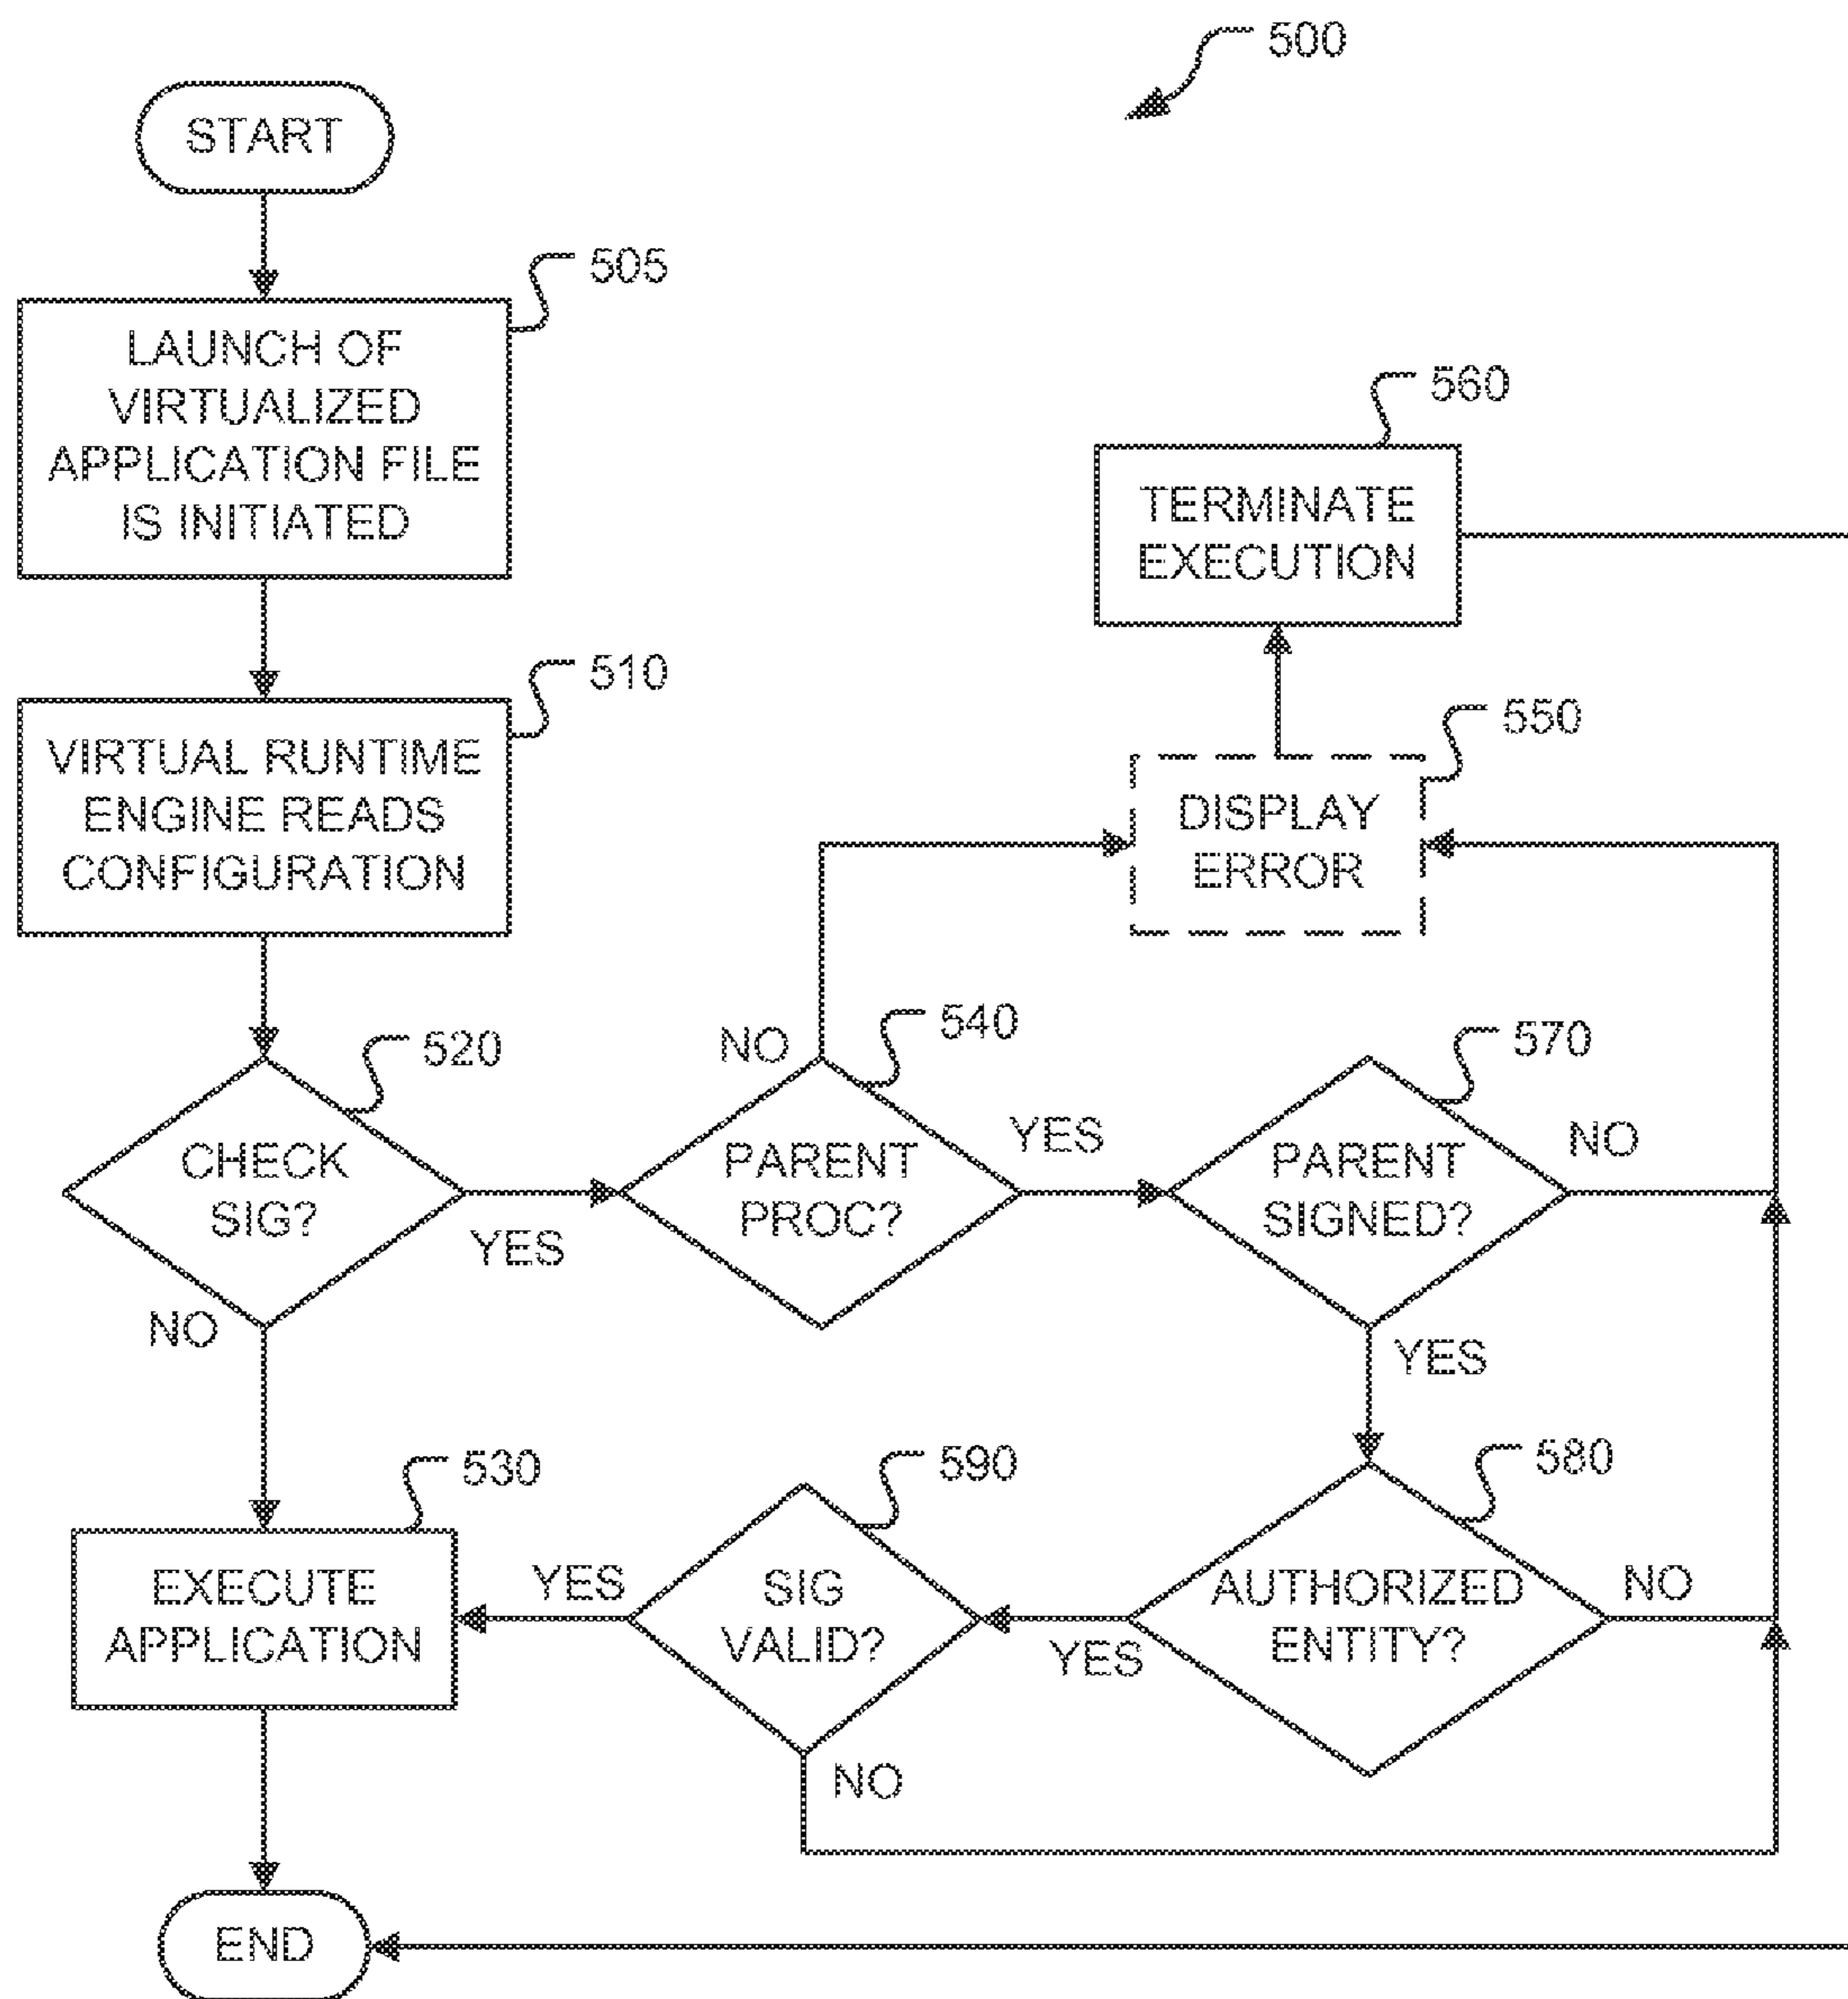 500
START
505
LAUNCH OF
VIRTUALIZED
APPLICATION FILE
IS INITIATED
510
VIRTUAL RUNTIME
ENGINE READS
CONFIGURATION
560
TERMINATE
EXECUTION
550
DISPLAY
ERROR
520
CHECK
SIG?
YES
NO
540
NO
PARENT
PROC?
YES
570
PARENT
SIGNED?
NO
YES
530
EXECUTE
APPLICATION
590
YES
SIG
VALID?
NO
580
AUTHORIZED
ENTITY?
NO
YES
END